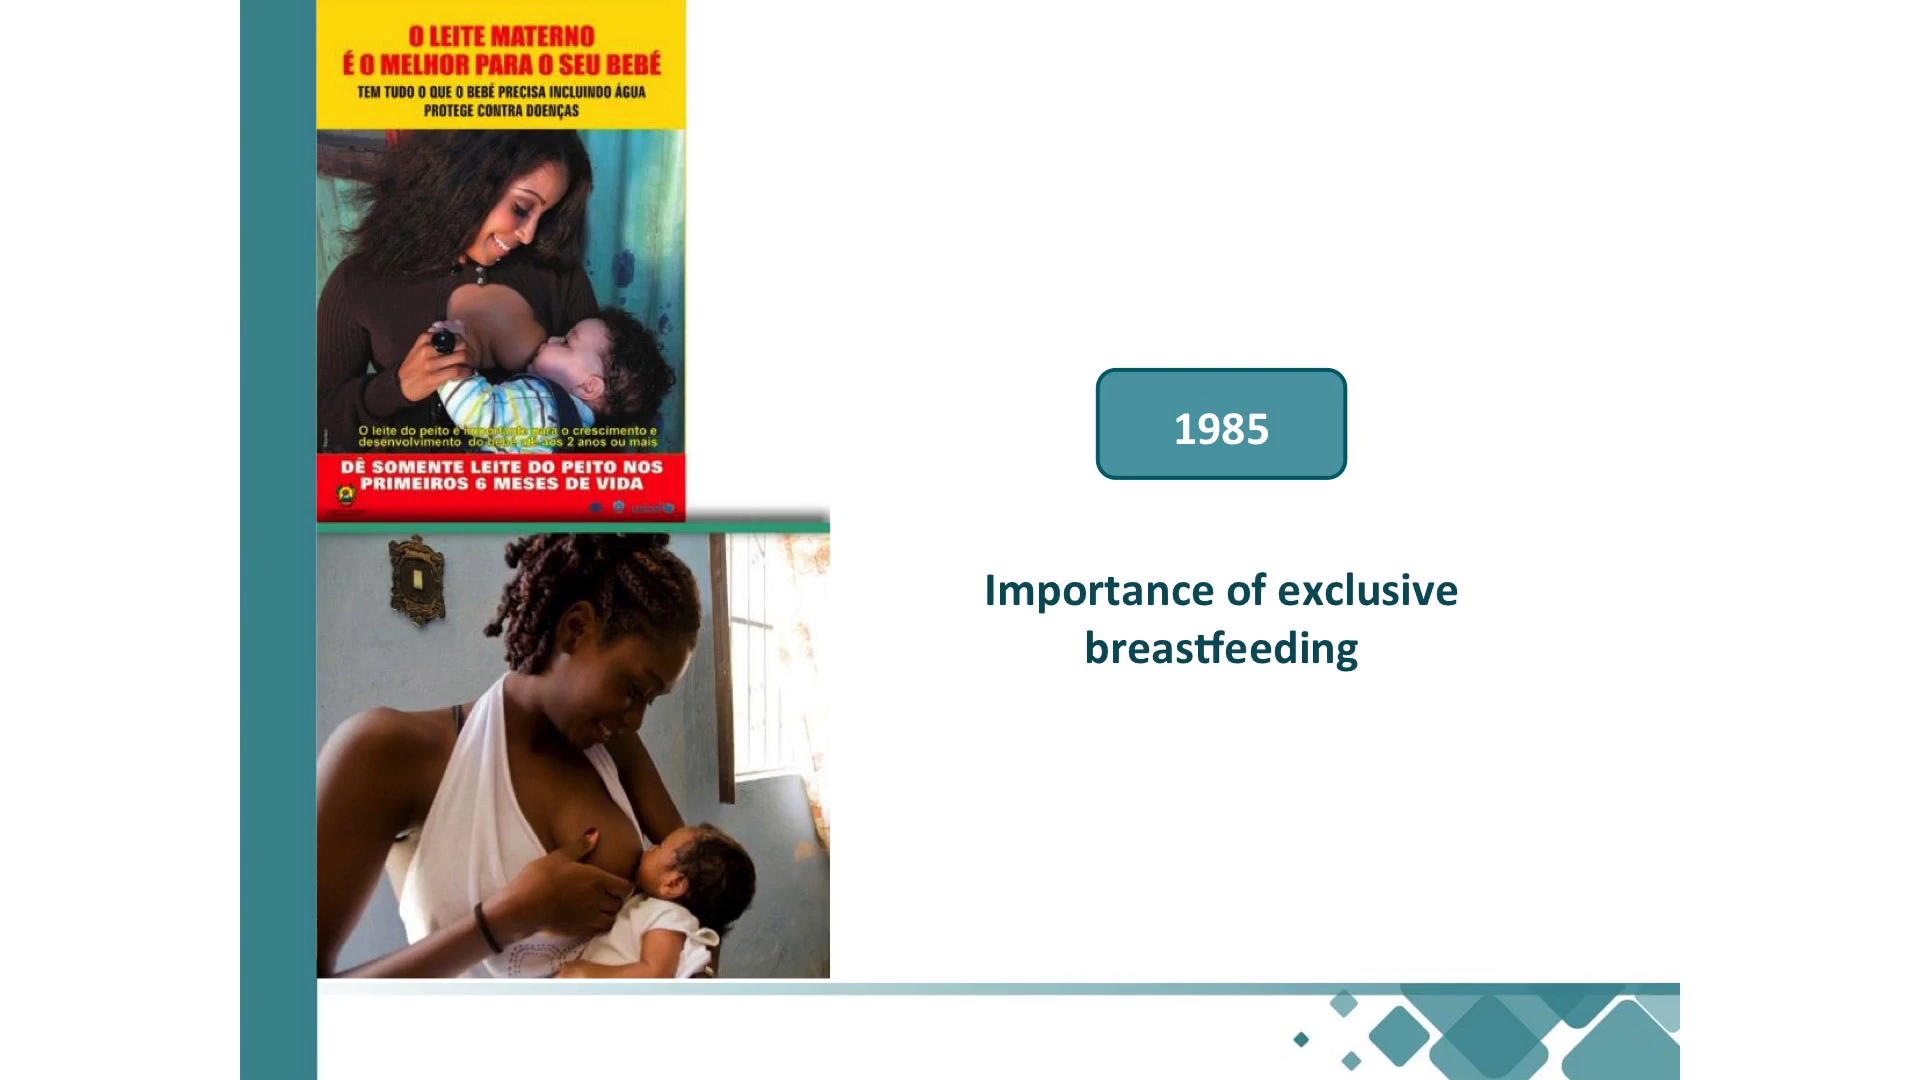 O LEITE MATERNO
É O MELHOR PARA O SEU BEBÉ
TEM TUDO O QUE O BEBÉ PRECISA INCLUINDO ÁGUA
PROTEGE CONTRA DOENÇAS
O leite do peito é importante para o crescimento e
desenvolvimento do bebé até aos 2 anos ou mais
DÊ SOMENTE LEITE DO PEITO NOS
PRIMEIROS 6 MESES DE VIDA
unicef
1985
Importance of exclusive
breastfeeding